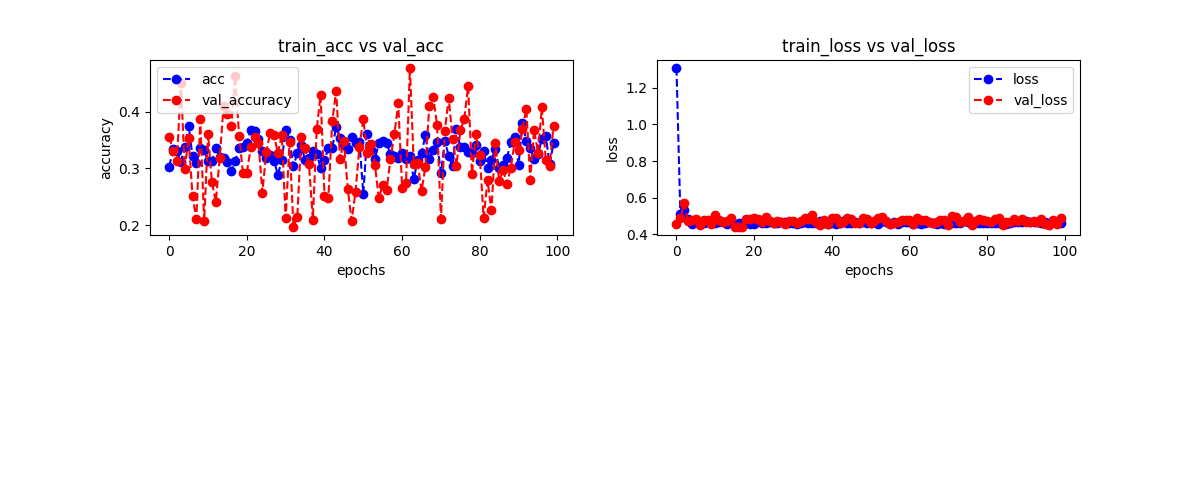 train_acc vs val_acc
acc
val_accuracy
accuracy
0.4
0.3
0.2
0
20
40
60
80
100
epochs
train_loss vs val_loss
loss
val_loss
loss
1.2
1.0
0.8
0.6
0.4
0
20
40
60
80
100
epochs